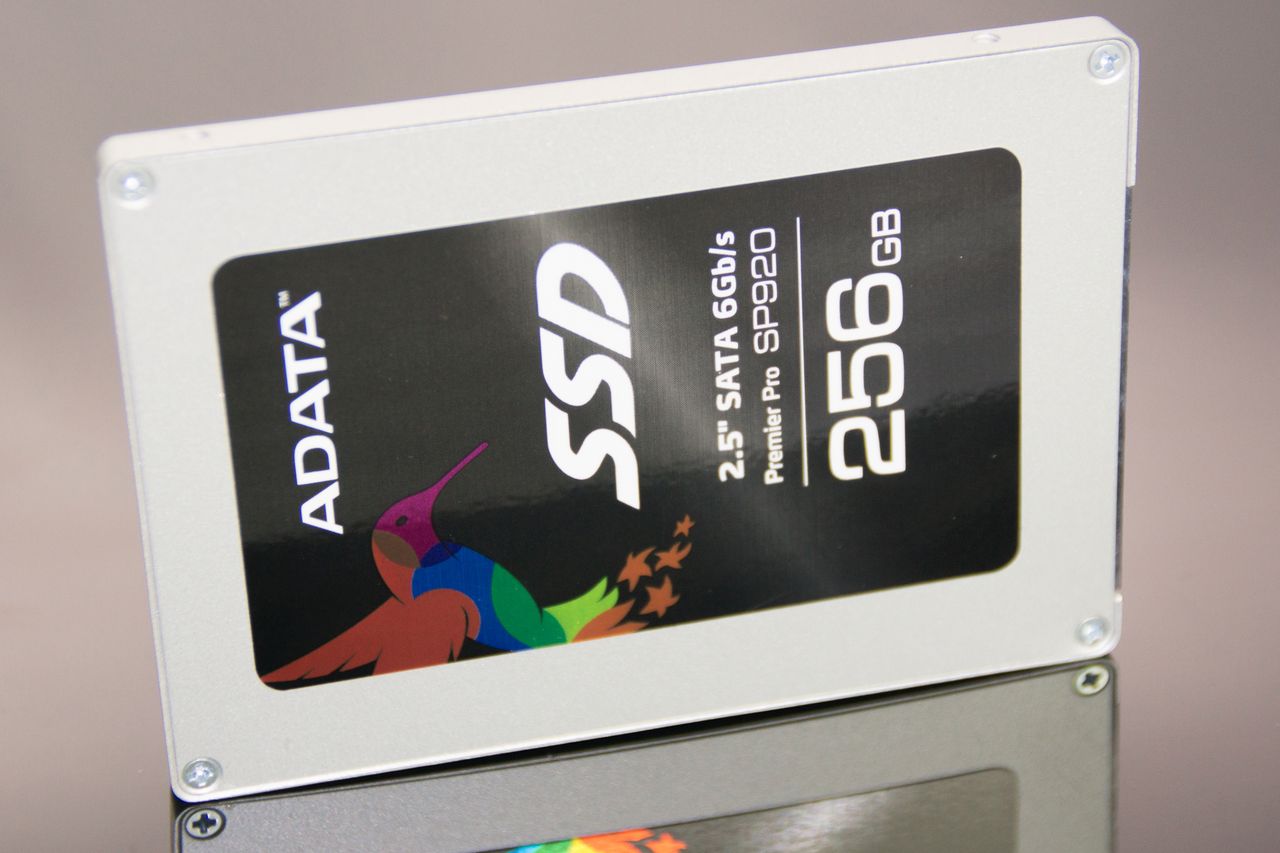 ADATA™
SSD
2.5" SATA 6Gb/s
Premier Pro SP920
256GB